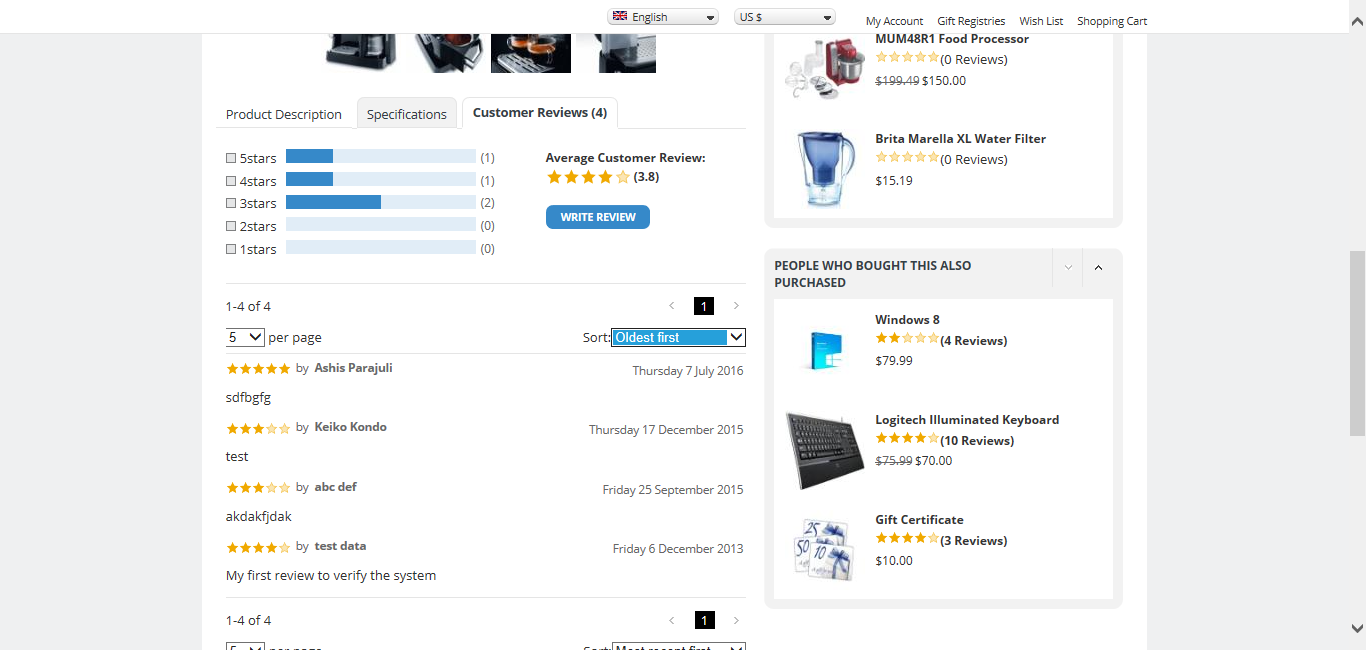 English
US $
My Account Gift Registries Wish List Shopping Cart
Product Description Specifications Customer Reviews (4)
5stars (1)
4stars (1)
3stars (2)
2stars (0)
1stars (0)
Average Customer Review:
(3.8)
WRITE REVIEW
1-4 of 4 < 1 >
5 per page Sort: Oldest first
by Ashis Parajuli Thursday 7 July 2016
sdfbgfg
by Keiko Kondo Thursday 17 December 2015
test
by abc def Friday 25 September 2015
akdakfjdak
by test data Friday 6 December 2013
My first review to verify the system
1-4 of 4 < 1 >
5 per page Sort: Most recent first
MUM48R1 Food Processor
(0 Reviews)
$199.49 $150.00
Brita Marella XL Water Filter
(0 Reviews)
$15.19
PEOPLE WHO BOUGHT THIS ALSO
PURCHASED
Windows 8
(4 Reviews)
$79.99
Logitech Illuminated Keyboard
(10 Reviews)
$75.99 $70.00
25
50
10
Gift Certificate
(3 Reviews)
$10.00